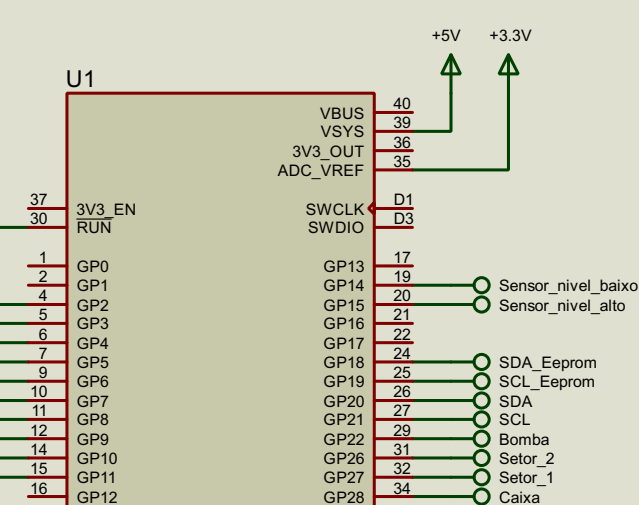 +5V +3.3V
U1
VBUS 40
VSYS 39
3V3_OUT 36
ADC_VREF 35
37 3V3_EN SWCLK D1
30 RUN SWDIO D3
1 GP0 GP13 17
2 GP1 GP14 19 Sensor_nivel_baixo
4 GP2 GP15 20 Sensor_nivel_alto
5 GP3 GP16 21
6 GP4 GP17 22
7 GP5 GP18 24 SDA_Eeprom
9 GP6 GP19 25 SCL_Eeprom
10 GP7 GP20 26 SDA
11 GP8 GP21 27 SCL
12 GP9 GP22 29 Bomba
14 GP10 GP26 31 Setor_2
15 GP11 GP27 32 Setor_1
16 GP12 GP28 34 Caixa